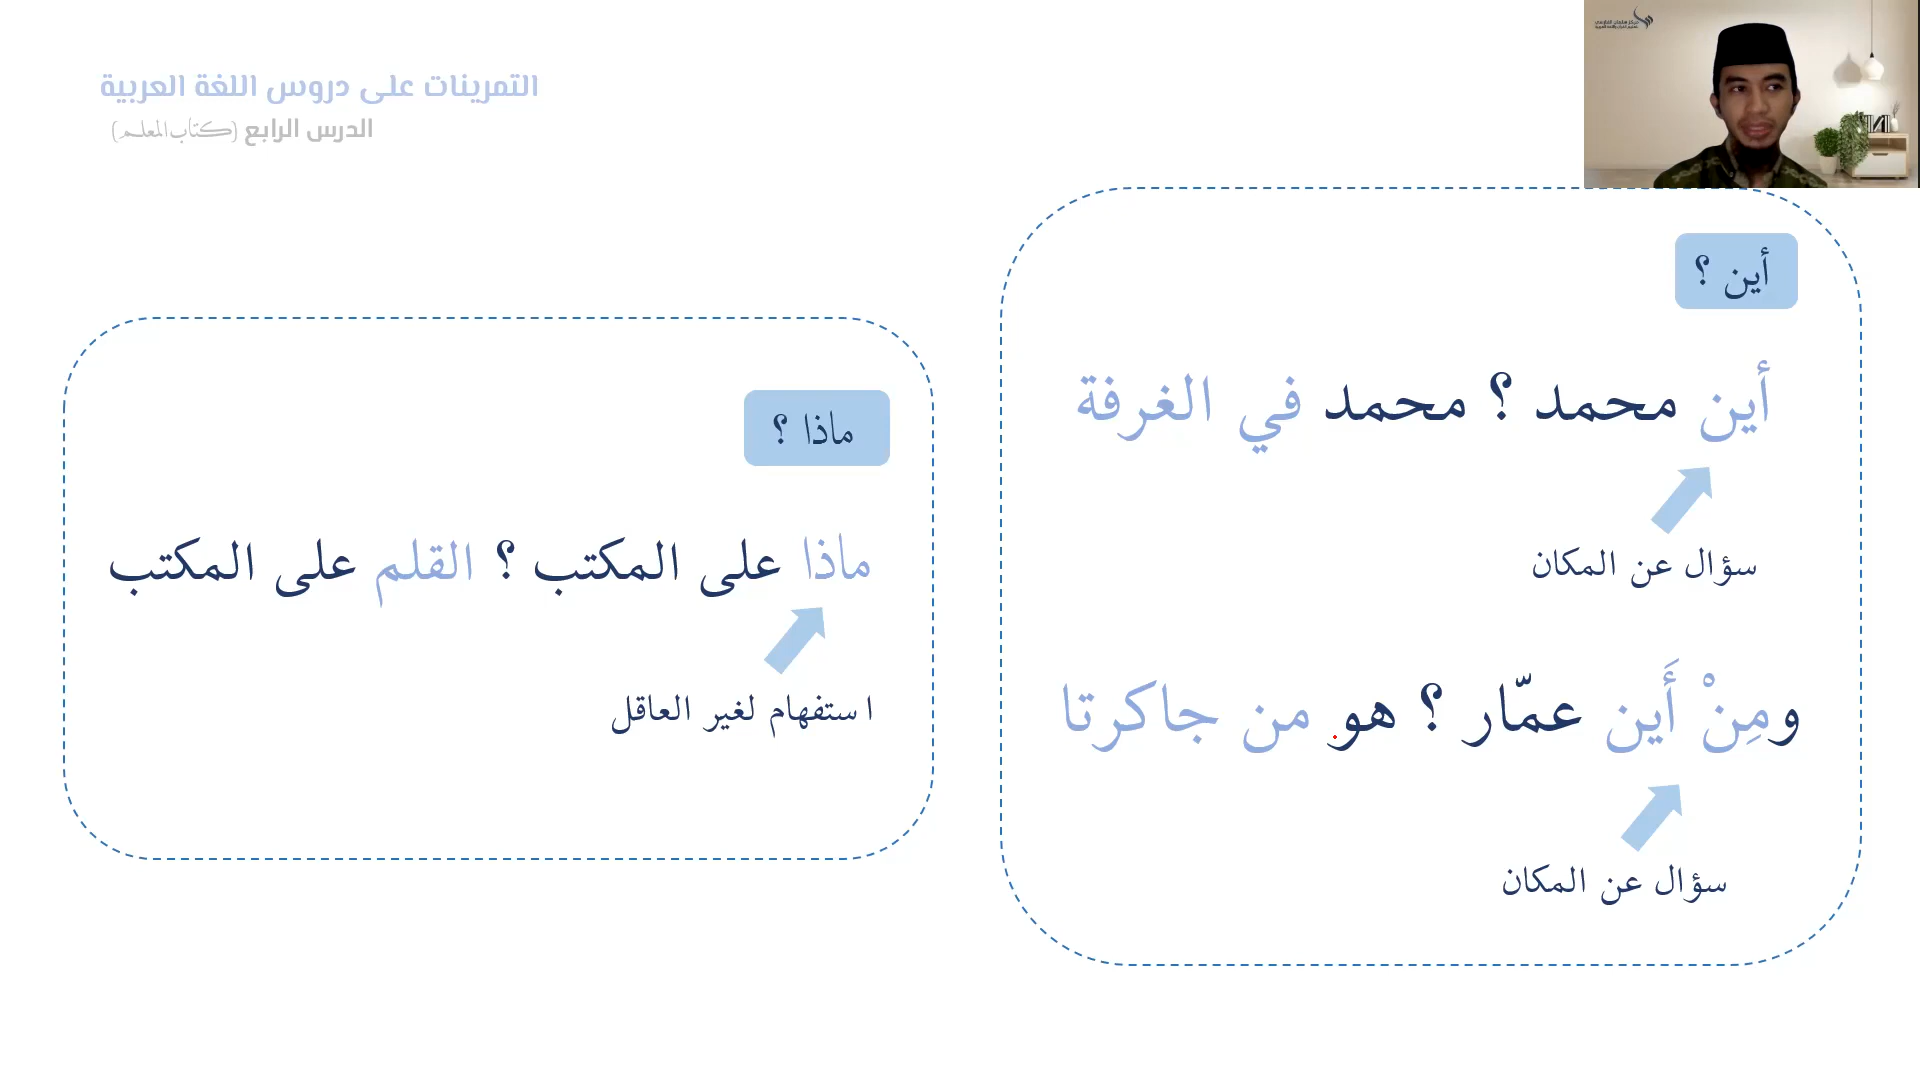 التمرينات على دروس اللغة العربية
الدرس الرابع (كتاب المعلم)
أين ؟
أين محمد ؟ محمد في الغرفة
سؤال عن المكان
ومِنْ أَين عمّار ؟ هو من جاكرتا
سؤال عن المكان
ماذا ؟
ماذا على المكتب ؟ القلم على المكتب
استفهام لغير العاقل